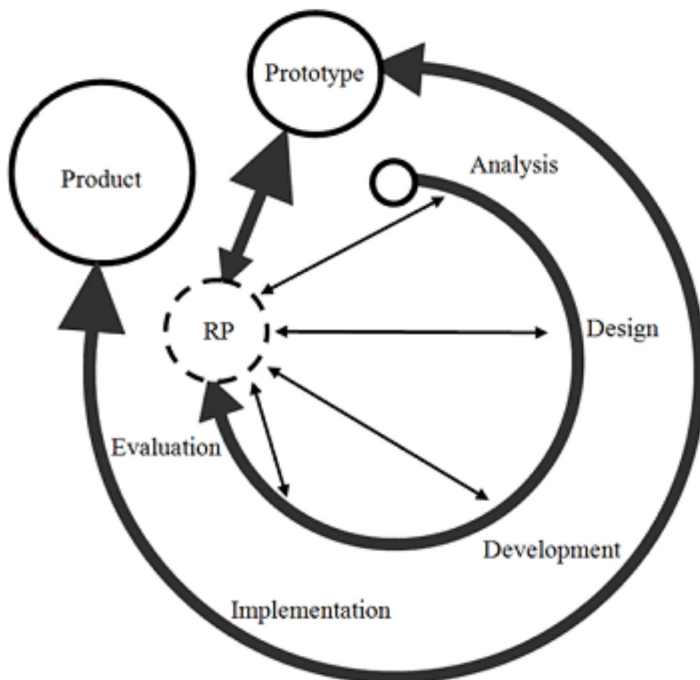 Prototype
Product
Analysis
RP
Design
Evaluation
Development
Implementation